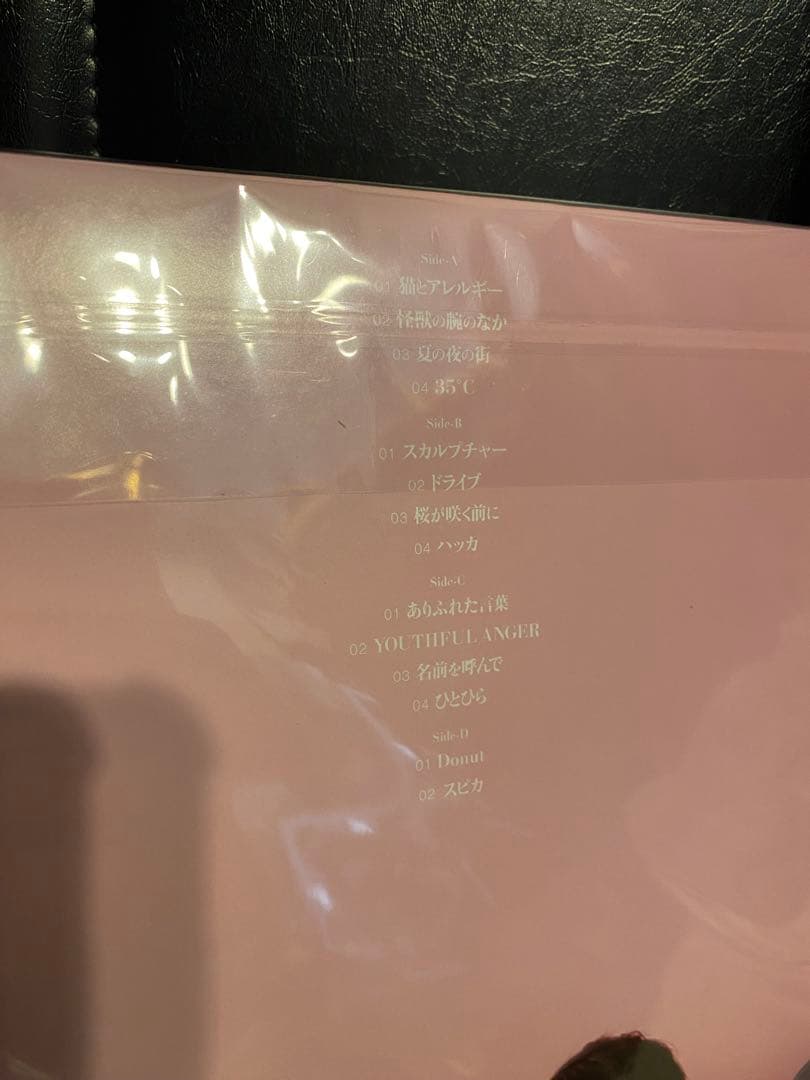 Side-A
01 猫とアレルギー
02 怪獣の腕のなか
03 夏の夜の街
04 35℃
Side-B
01 スカルプチャー
02 ドライブ
03 桜が咲く前に
04 ハッカ
Side-C
01 ありふれた言葉
02 YOUTHFUL ANGER
03 名前を呼んで
04 ひとひら
Side-D
01 Donut
02 スピカ